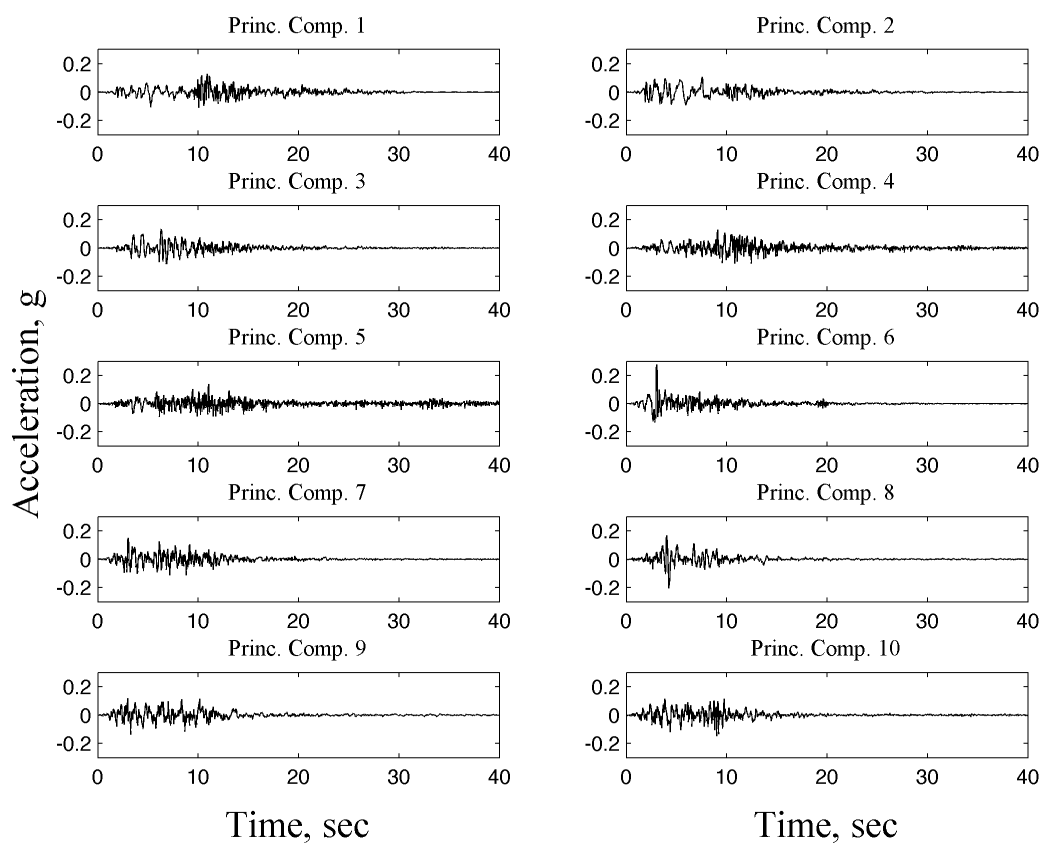 Princ. Comp. 1
Princ. Comp. 2
0.2
0
-0.2
0 10 20 30 40
0.2
0
-0.2
0 10 20 30 40
Princ. Comp. 3
Princ. Comp. 4
0.2
0
-0.2
0 10 20 30 40
0.2
0
-0.2
0 10 20 30 40
Acceleration, g
Princ. Comp. 5
Princ. Comp. 6
0.2
0
-0.2
0 10 20 30 40
0.2
0
-0.2
0 10 20 30 40
Princ. Comp. 7
Princ. Comp. 8
0.2
0
-0.2
0 10 20 30 40
0.2
0
-0.2
0 10 20 30 40
Princ. Comp. 9
Princ. Comp. 10
0.2
0
-0.2
0 10 20 30 40
0.2
0
-0.2
0 10 20 30 40
Time, sec
Time, sec